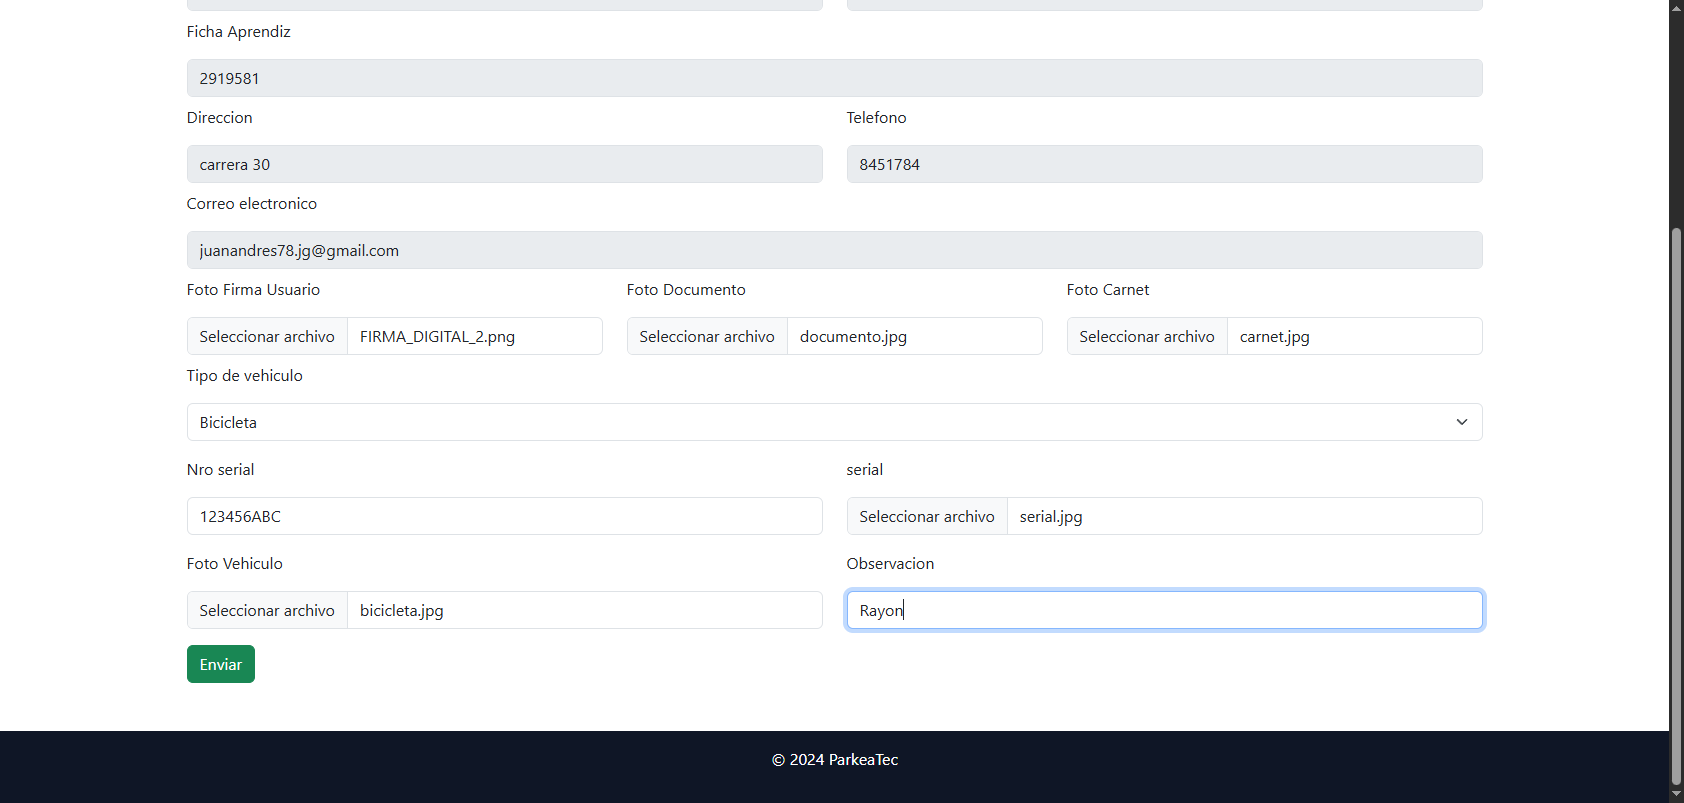 Ficha Aprendiz
2919581
Direccion Telefono
carrera 30 8451784
Correo electronico
juanandres78.jg@gmail.com
Foto Firma Usuario Foto Documento Foto Carnet
Seleccionar archivo FIRMA_DIGITAL_2.png Seleccionar archivo documento.jpg Seleccionar archivo carnet.jpg
Tipo de vehiculo
Bicicleta
Nro serial serial
123456ABC Seleccionar archivo serial.jpg
Foto Vehiculo Observacion
Seleccionar archivo bicicleta.jpg Rayon
Enviar
© 2024 ParkeaTec